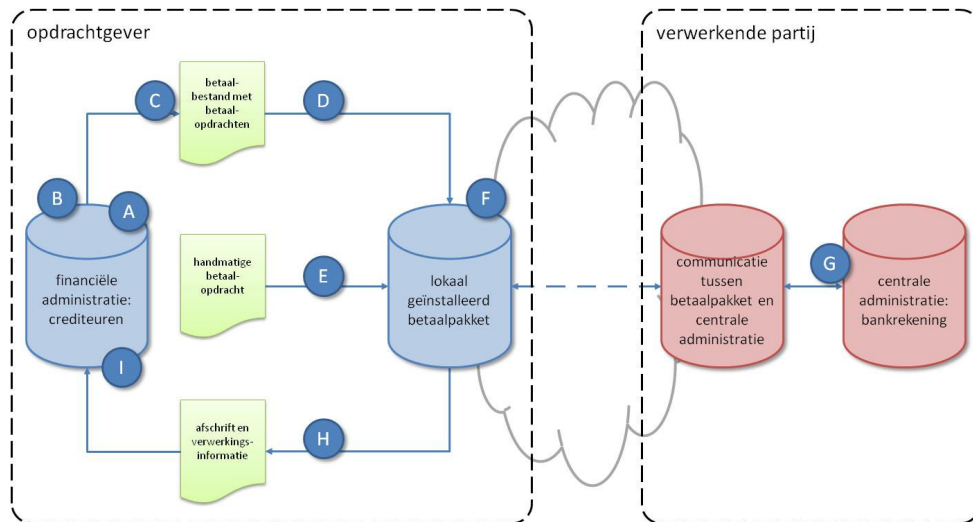 opdrachtgever
verwerkende partij
C
betaal-
bestand met
betaal-
opdrachten
D
B
A
F
financiële
administratie:
crediteuren
handmatige
betaal-
opdracht
E
lokaal
geïnstalleerd
betaalpakket
communicatie
tussen
betaalpakket en
centrale
administratie
G
centrale
administratie:
bankrekening
I
afschrift en
verwerkings-
informatie
H